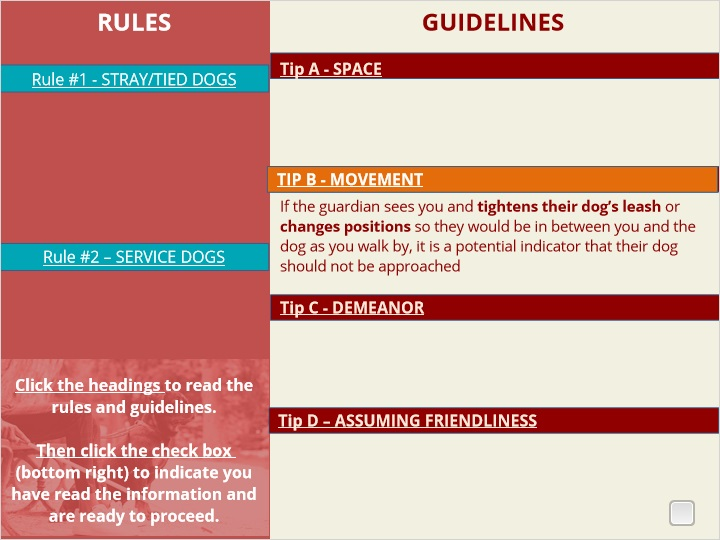 RULES
Rule #1 - STRAY/TIED DOGS
Rule #2 – SERVICE DOGS
Click the headings to read the
rules and guidelines.
Then click the check box
(bottom right) to indicate you
have read the information and
are ready to proceed.
GUIDELINES
Tip A - SPACE
TIP B - MOVEMENT
If the guardian sees you and tightens their dog’s leash or
changes positions so they would be in between you and the
dog as you walk by, it is a potential indicator that their dog
should not be approached
Tip C - DEMEANOR
Tip D – ASSUMING FRIENDLINESS